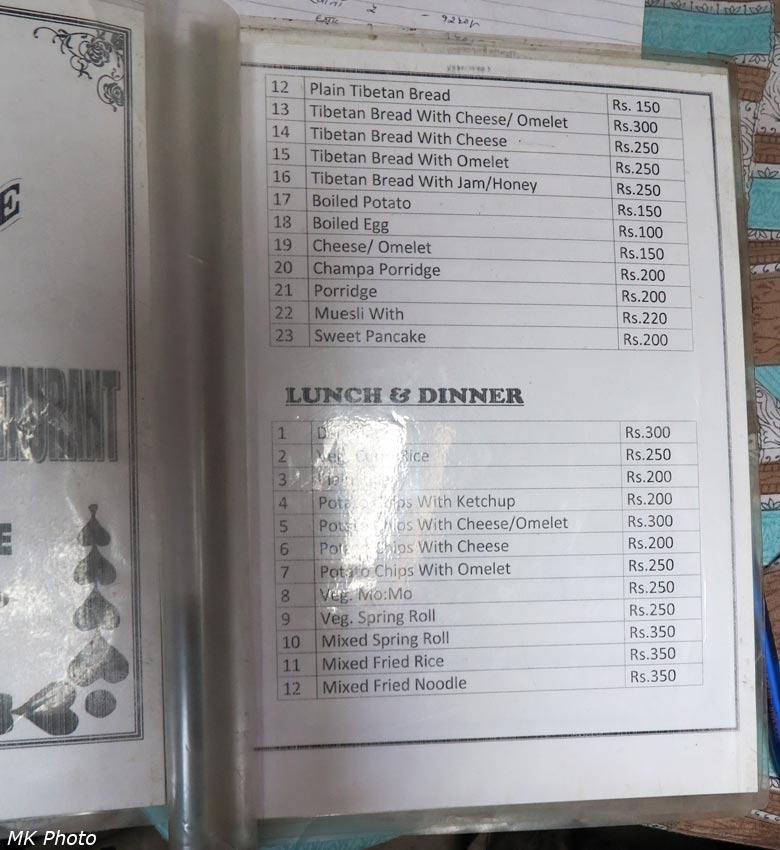 12 Plain Tibetan Bread Rs. 150
13 Tibetan Bread With Cheese/ Omelet Rs.300
14 Tibetan Bread With Cheese Rs.250
15 Tibetan Bread With Omelet Rs.250
16 Tibetan Bread With Jam/Honey Rs.250
17 Boiled Potato Rs.150
18 Boiled Egg Rs.100
19 Cheese/ Omelet Rs.150
20 Champa Porridge Rs.200
21 Porridge Rs.200
22 Muesli With Rs.220
23 Sweet Pancake Rs.200
LUNCH & DINNER
1 Rs.300
2 Veg. Rice Rs.250
3 Rs.200
4 Potato Chips With Ketchup Rs.200
5 Potato Chips With Cheese/Omelet Rs.300
6 Potato Chips With Cheese Rs.200
7 Potato Chips With Omelet Rs.250
8 Veg. Mo:Mo Rs.250
9 Veg. Spring Roll Rs.250
10 Mixed Spring Roll Rs.350
11 Mixed Fried Rice Rs.350
12 Mixed Fried Noodle Rs.350
MK Photo